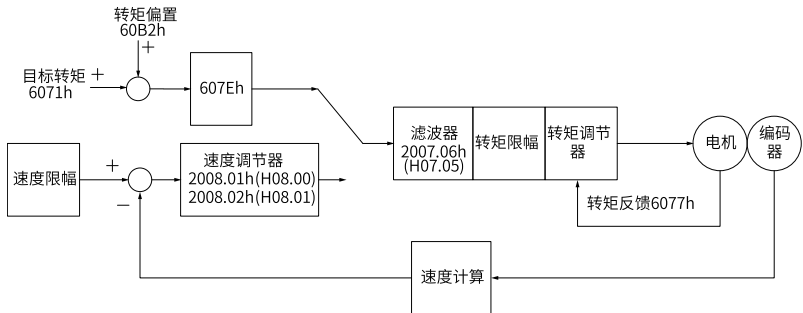 转矩偏置
60B2h
+
目标转矩 +
6071h
607Eh
滤波器
2007.06h
(H07.05)
转矩限幅
转矩调节
器
电机
编码
器
速度限幅
+
−
速度调节器
2008.01h(H08.00)
2008.02h(H08.01)
转矩反馈6077h
速度计算